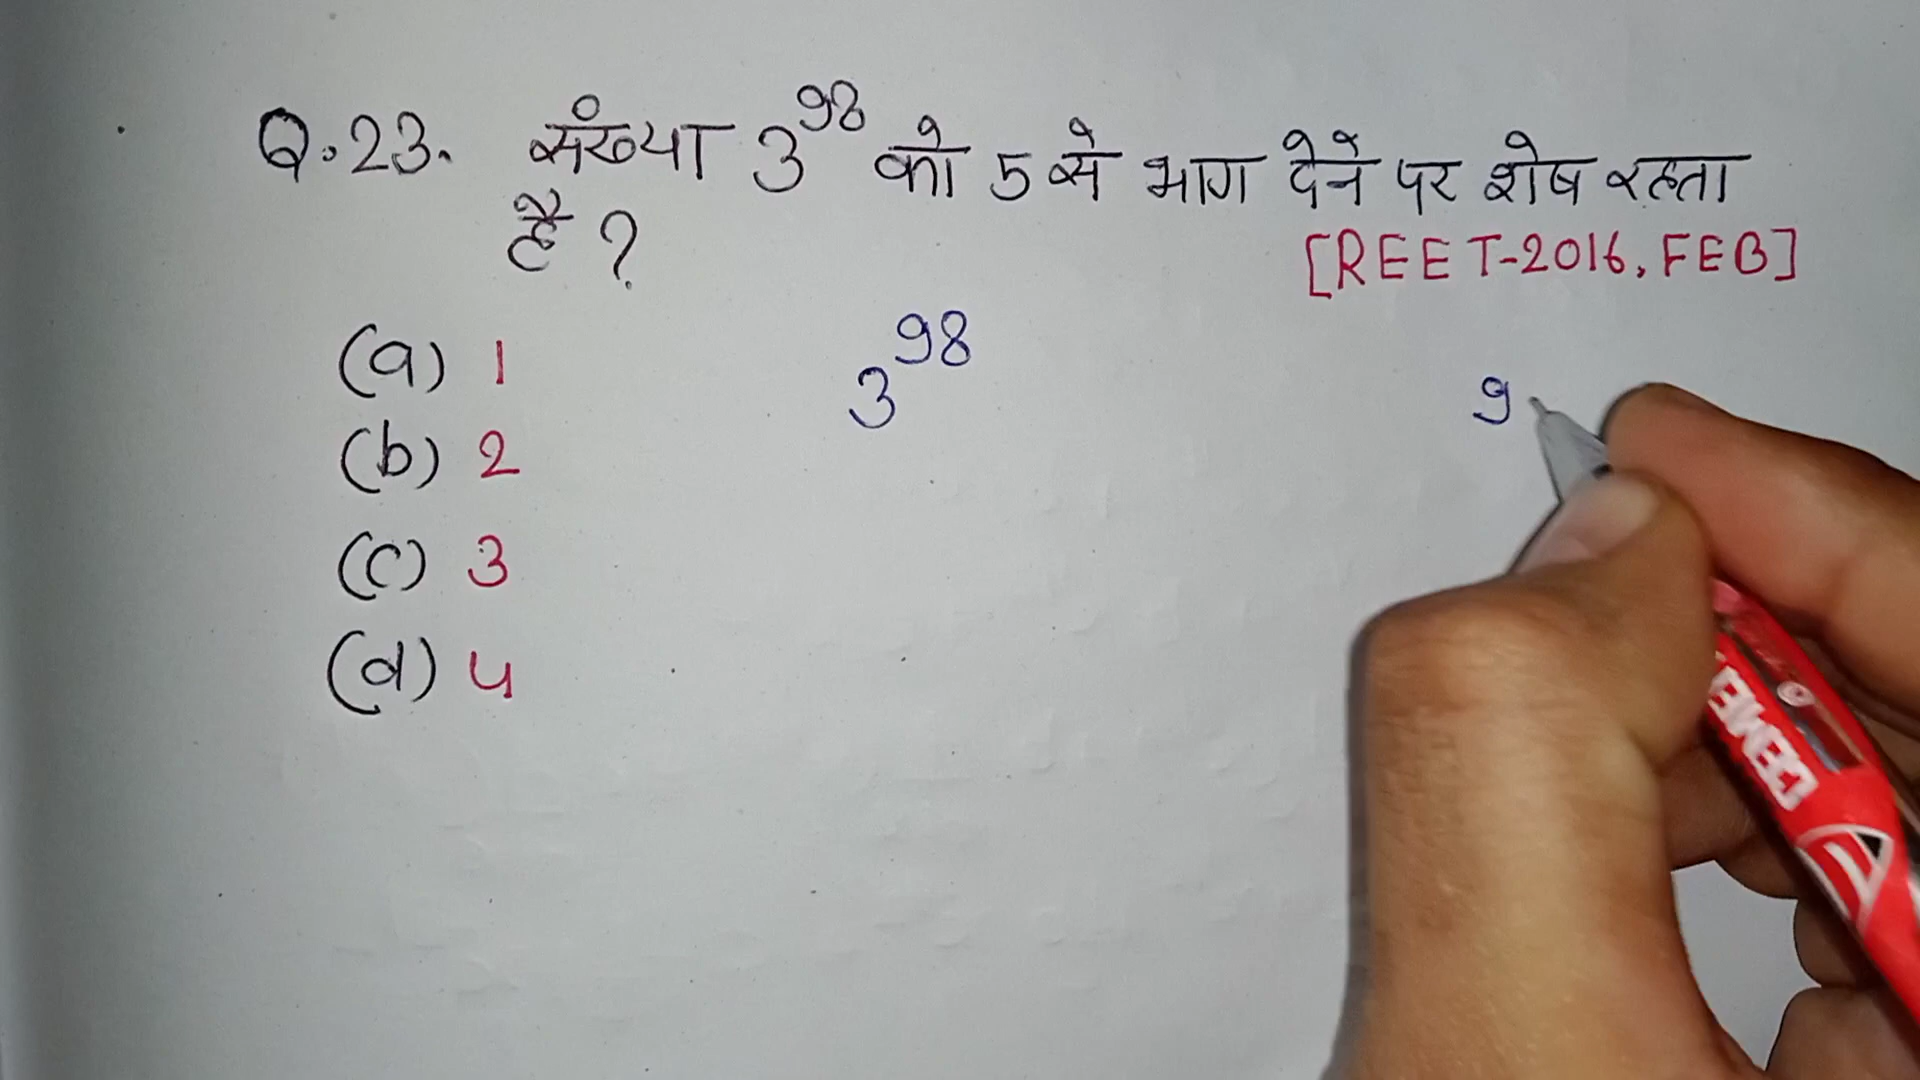 Q.23. संख्या 3^98 को 5 से भाग देने पर शेष रहता
है ?
[REET-2016, FEB]
(a) 1
3^98
9
(b) 2
(c) 3
(d) 4